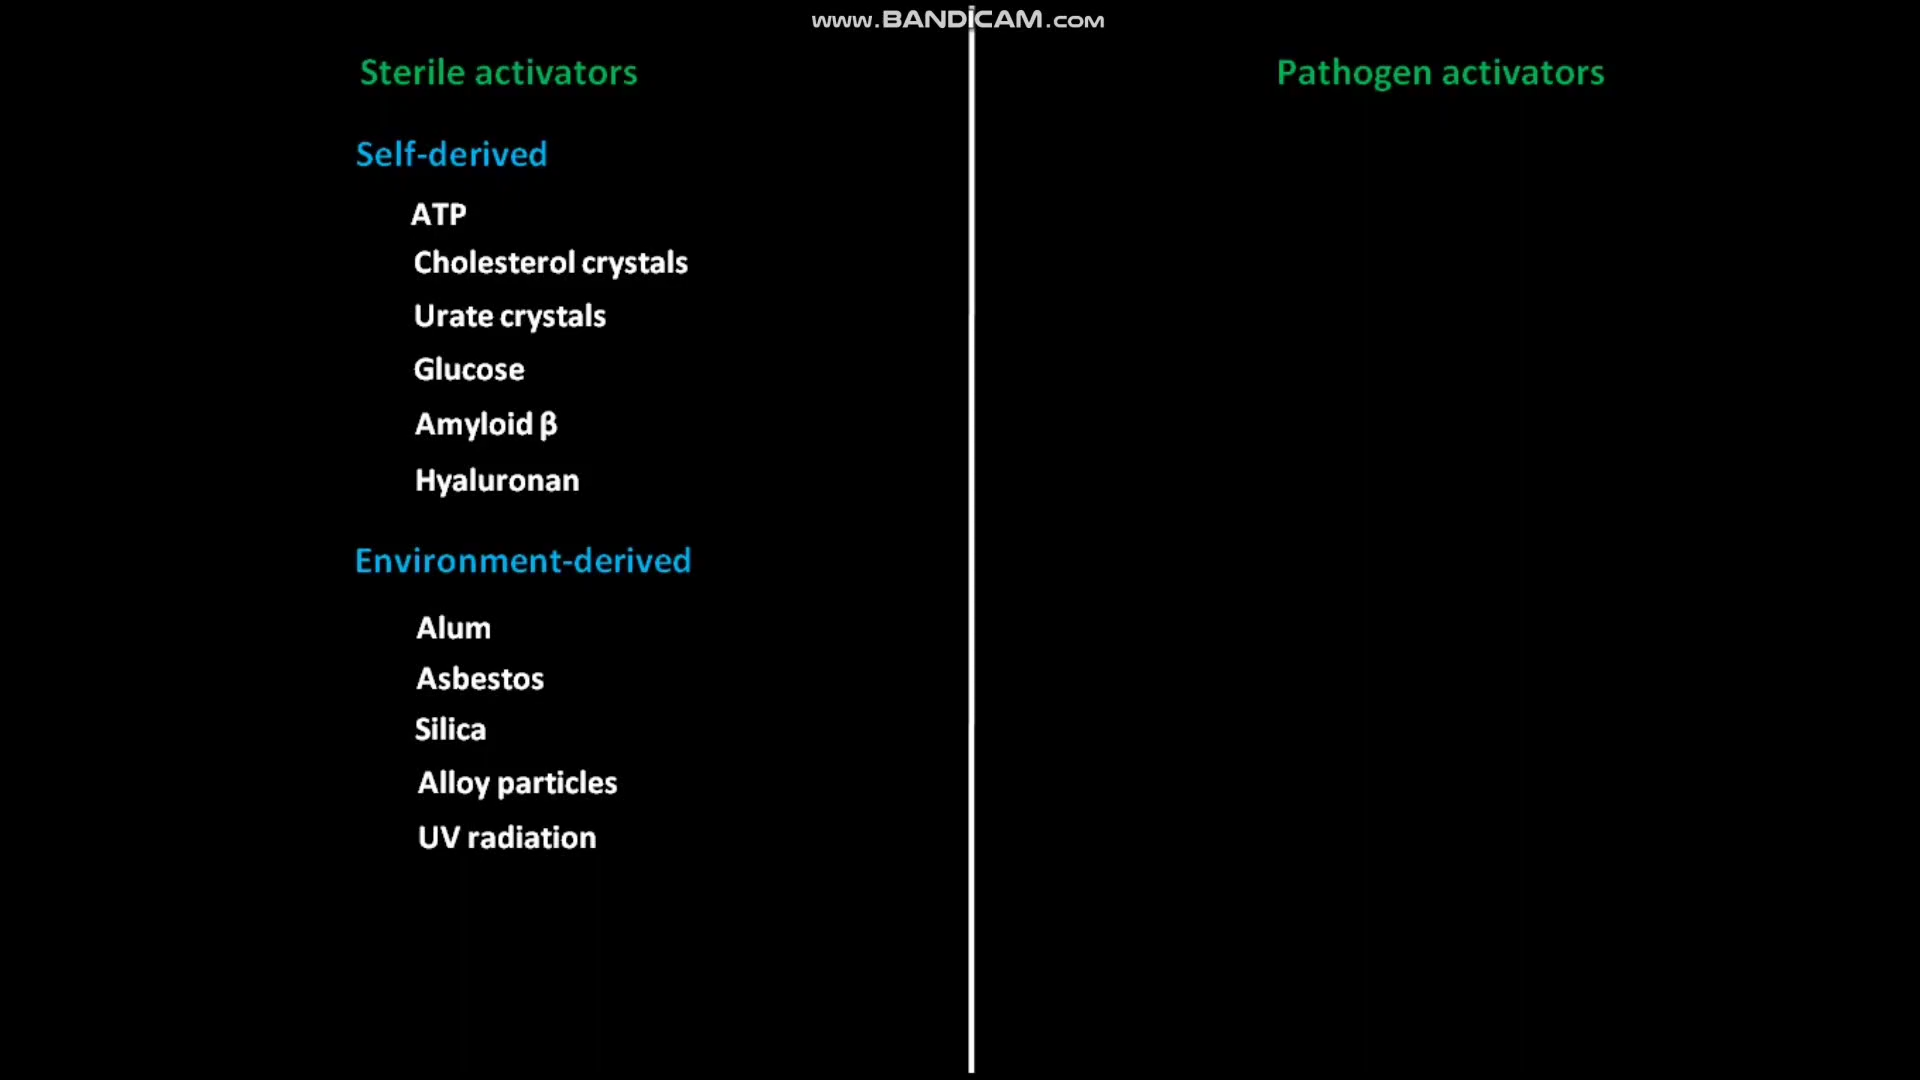 www.BANDICAM.com
Sterile activators
Pathogen activators
Self-derived
ATP
Cholesterol crystals
Urate crystals
Glucose
Amyloid β
Hyaluronan
Environment-derived
Alum
Asbestos
Silica
Alloy particles
UV radiation